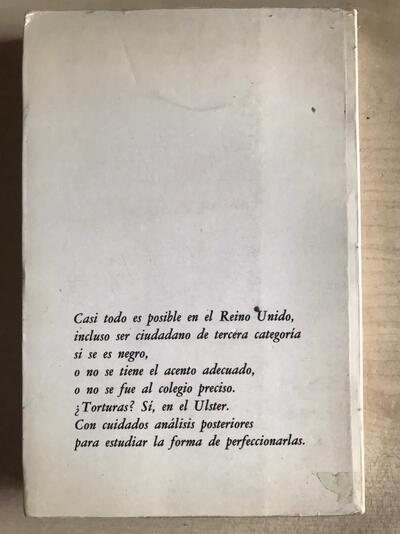 Casi todo es posible en el Reino Unido,
incluso ser ciudadano de tercera categoría
si se es negro,
o no se tiene el acento adecuado,
o no se fue al colegio preciso.
¿Torturas? Sí, en el Ulster.
Con cuidados análisis posteriores
para estudiar la forma de perfeccionarlas.